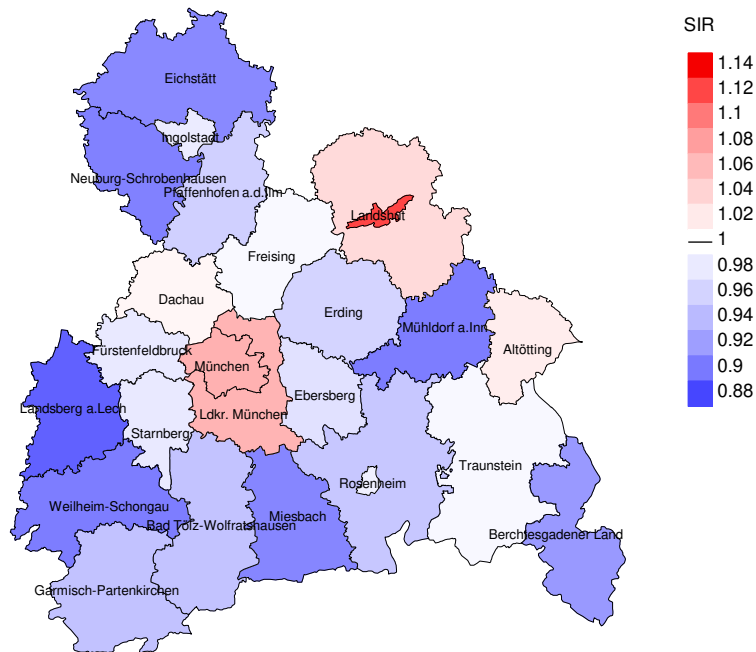 SIR
1.14
1.12
1.1
1.08
1.06
1.04
1.02
1
0.98
0.96
0.94
0.92
0.9
0.88
Eichstätt
Ingolstadt
Neuburg-Schrobenhausen
Pfaffenhofen a.d.Ilm
Landshut
Freising
Dachau
Erding
Mühldorf a.Inn
Altötting
Fürstenfeldbruck
München
Ebersberg
Landsberg a.Lech
Ldkr. München
Starnberg
Traunstein
Rosenheim
Weilheim-Schongau
Miesbach
Bad Tölz-Wolfratshausen
Berchtesgadener Land
Garmisch-Partenkirchen